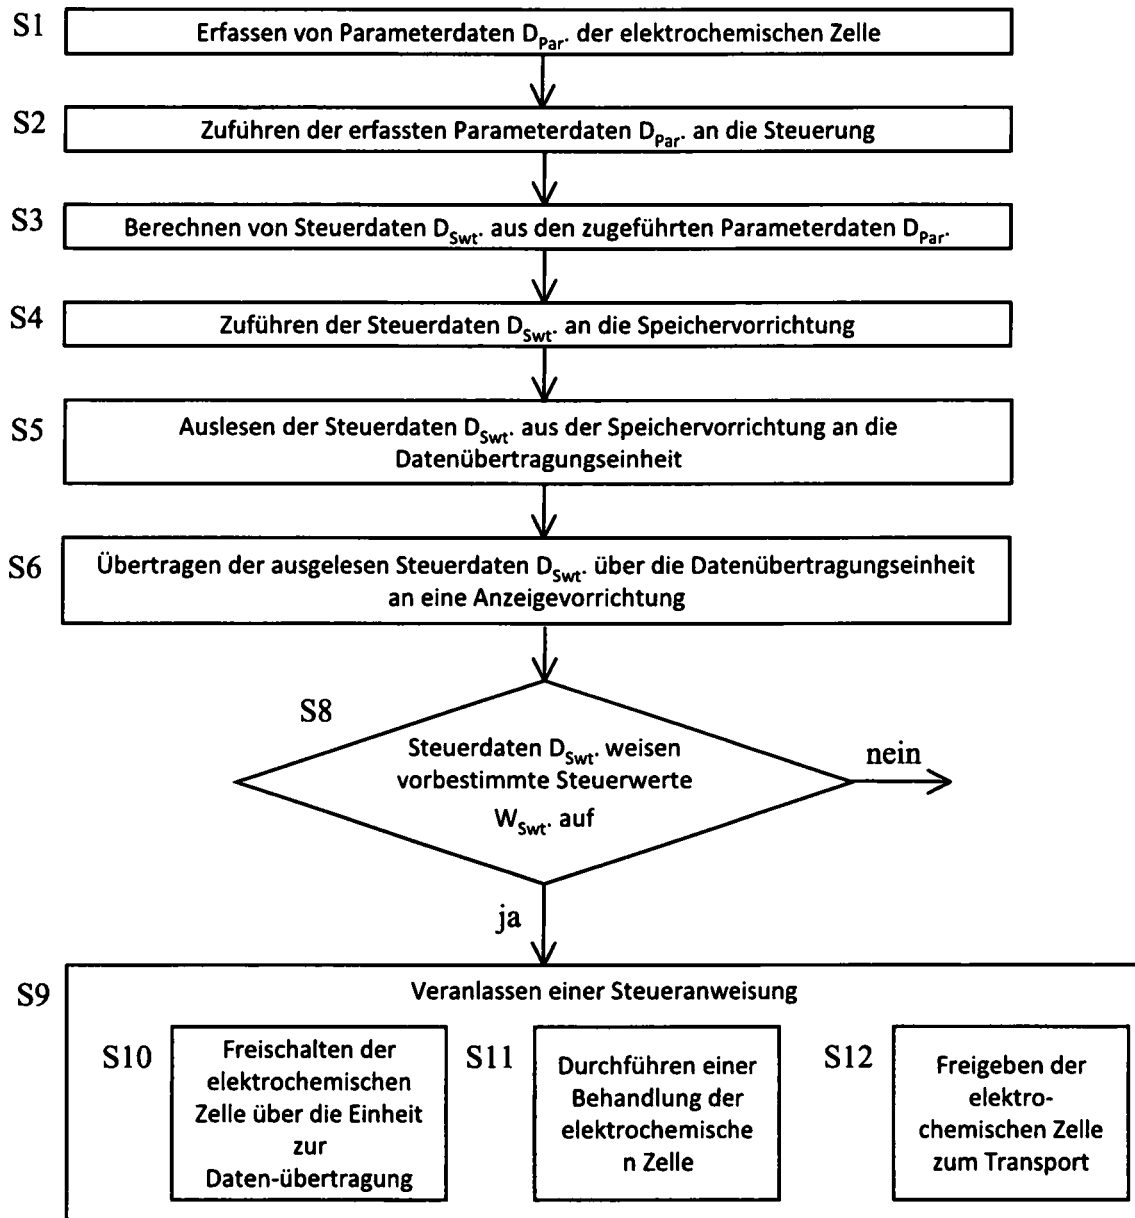 S1
Erfassen von Parameterdaten D_Par. der elektrochemischen Zelle
S2
Zuführen der erfassten Parameterdaten D_Par. an die Steuerung
S3
Berechnen von Steuerdaten D_Swt. aus den zugeführten Parameterdaten D_Par.
S4
Zuführen der Steuerdaten D_Swt. an die Speichervorrichtung
S5
Auslesen der Steuerdaten D_Swt. aus der Speichervorrichtung an die
Datenübertragungseinheit
S6
Übertragen der ausgelesen Steuerdaten D_Swt. über die Datenübertragungseinheit
an eine Anzeigevorrichtung
S8
Steuerdaten D_Swt. weisen
vorbestimmte Steuerwerte
W_Swt. auf
nein
ja
S9
Veranlassen einer Steueranweisung
S10
Freischalten der
elektrochemischen
Zelle über die Einheit
zur
Daten-übertragung
S11
Durchführen einer
Behandlung der
elektrochemische
n Zelle
S12
Freigeben der
elektro-
chemischen Zelle
zum Transport